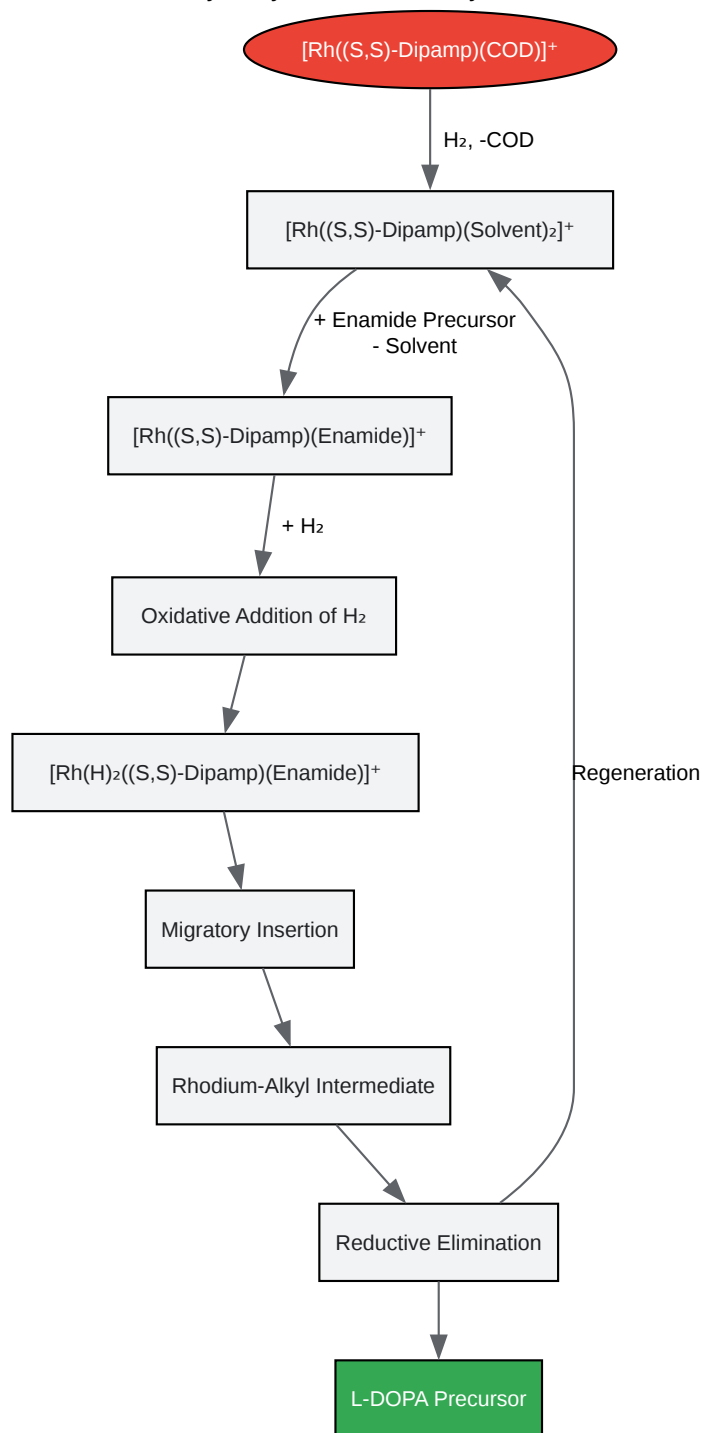 [Rh((S,S)-Dipamp)(COD)]⁺
H₂, -COD
[Rh((S,S)-Dipamp)(Solvent)₂]⁺
+ Enamide Precursor
- Solvent
[Rh((S,S)-Dipamp)(Enamide)]⁺
+ H₂
Oxidative Addition of H₂
[Rh(H)₂((S,S)-Dipamp)(Enamide)]⁺
Regeneration
Migratory Insertion
Rhodium-Alkyl Intermediate
Reductive Elimination
L-DOPA Precursor